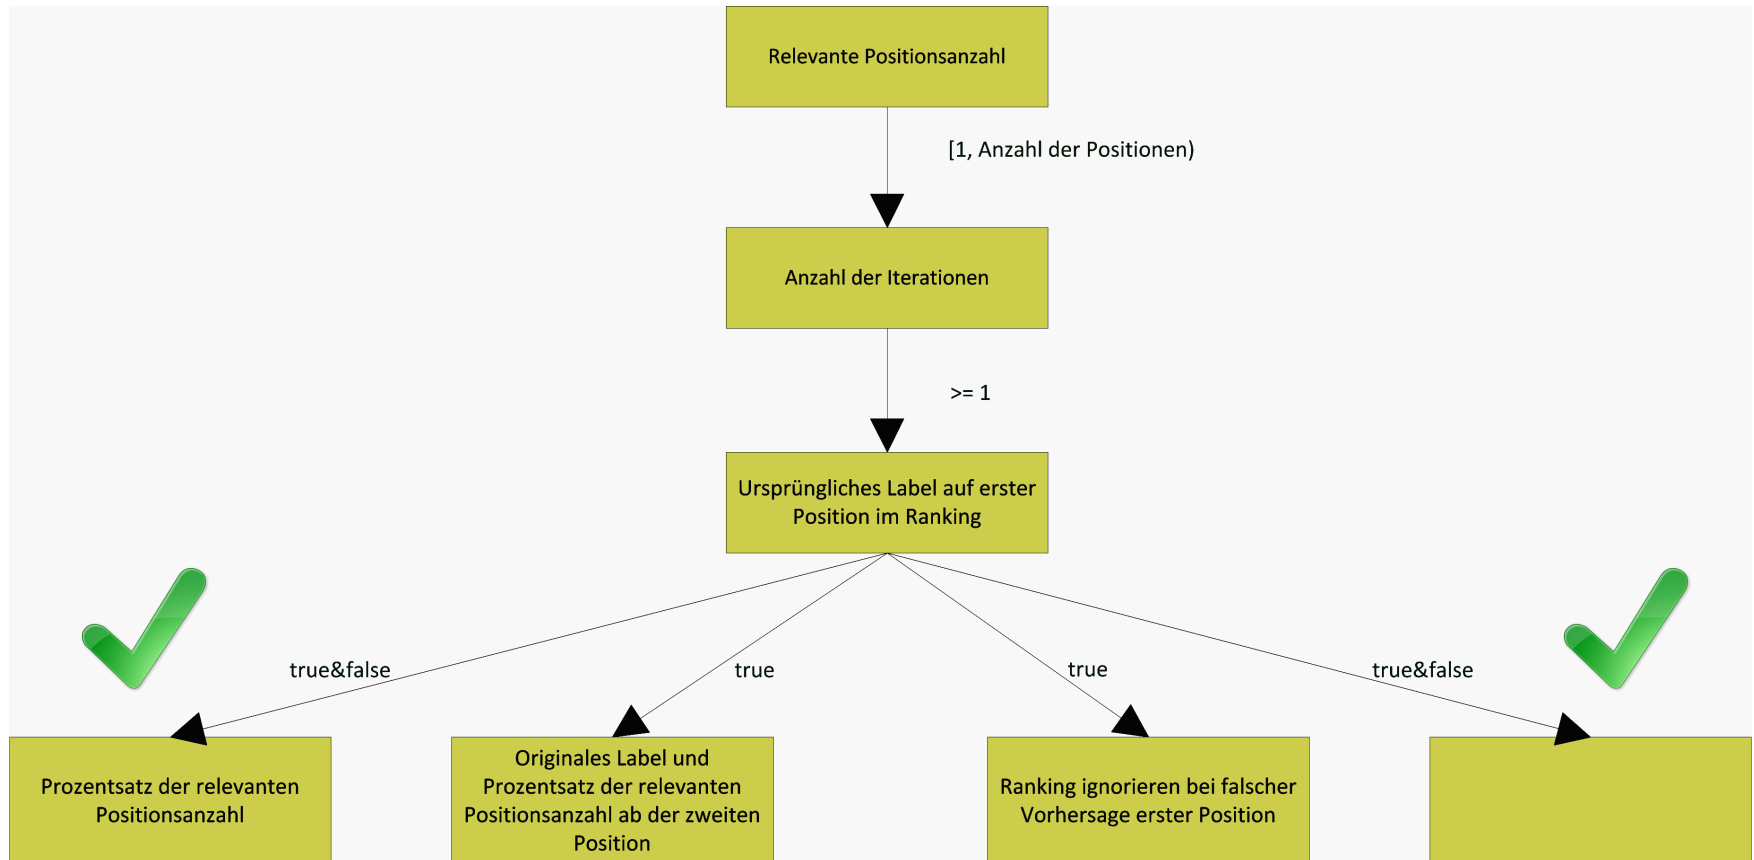 Relevante Positionsanzahl
[1, Anzahl der Positionen)
Anzahl der Iterationen
>= 1
Ursprüngliches Label auf erster
Position im Ranking
true&false
true
true
true&false
Prozentsatz der relevanten
Positionsanzahl
Originales Label und
Prozentsatz der relevanten
Positionsanzahl ab der zweiten
Position
Ranking ignorieren bei falscher
Vorhersage erster Position